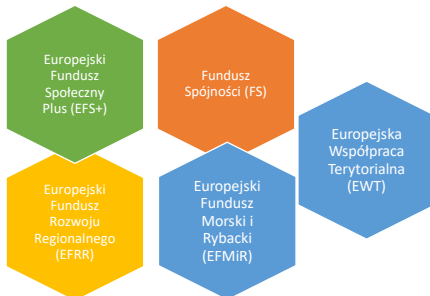 Europejski
Fundusz
Społeczny
Plus (EFS+)
Fundusz
Spójności (FS)
Europejska
Współpraca
Terytorialna
(EWT)
Europejski
Fundusz
Rozwoju
Regionalnego
(EFRR)
Europejski
Fundusz
Morski i
Rybacki
(EFMiR)